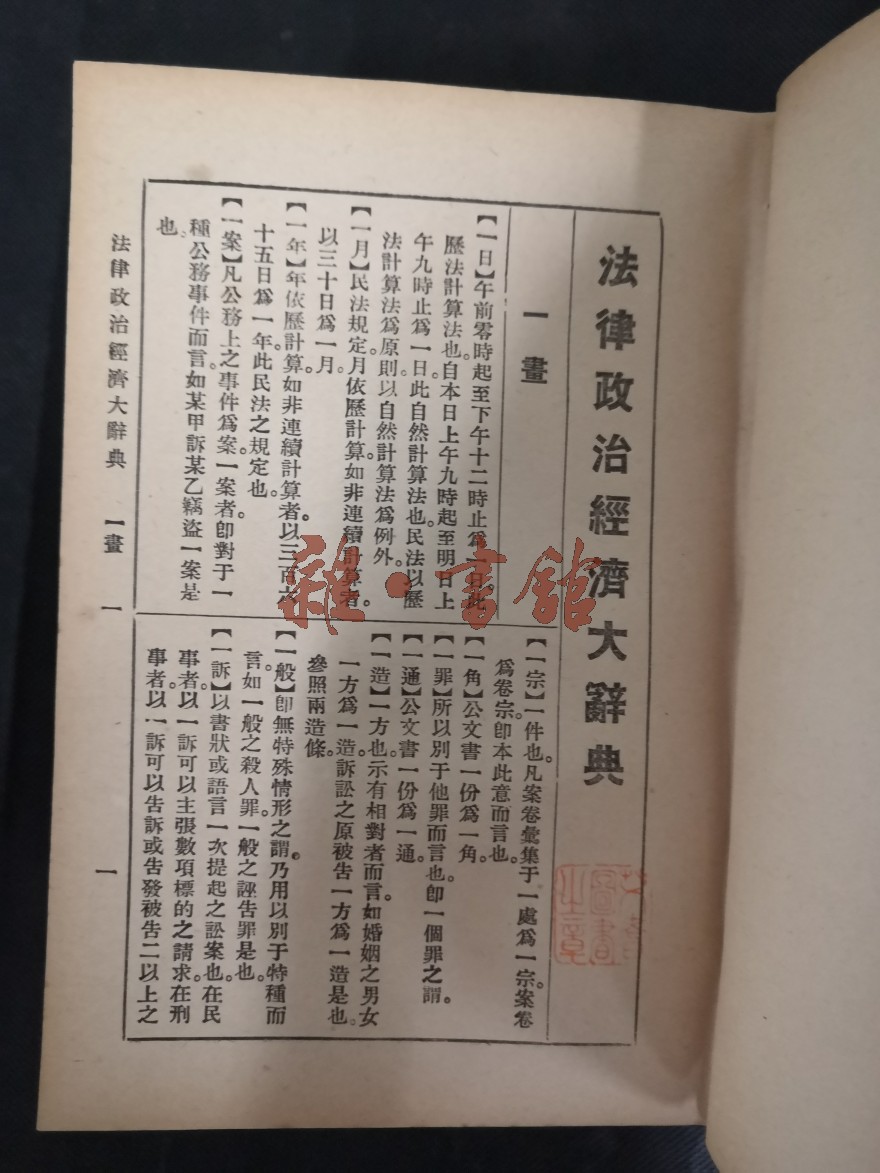 法律政治經濟大辭典
一畫
【一日】午前零時起至下午十二時止爲一日。此
歷法計算法也。自本日上午九時起至明日上
午九時止爲一日。此自然計算法也。民法以歷
法計算法爲原則。以自然計算法爲例外。
【一月】民法規定月依歷計算。如非連續計算者。
以三十日爲一月。
【一年】年依歷計算。如非連續計算者。以三百六
十五日爲一年。此民法之規定也。
【一案】凡公務上之事件爲案。一案者。卽對于一
種公務事件而言。如某甲訴某乙竊盜一案是
也。
【一宗】一件也。凡案卷彙集于一處爲一宗。案卷
爲卷宗。卽本此意而言也。
【一角】公文書一份爲一角。
【一罪】所以別于他罪而言也。卽一個罪之謂。
【一通】公文書一份爲一通。
【一造】一方也。示有相對者而言。如婚姻之男女
一方爲一造。訴訟之原被告一方爲一造是也。
參照兩造條。
【一般】卽無特殊情形之謂。乃用以別于特種而
言。如一般之殺人罪。一般之誣告罪是也。
【一訴】以書狀或語言一次提起之訟案也。在民
事者。以一訴可以主張數項標的之請求。在刑
事者。以一訴可以告訴或告發被告二以上之
法律政治經濟大辭典 一畫 一
一
雜·書館
圖書
之章